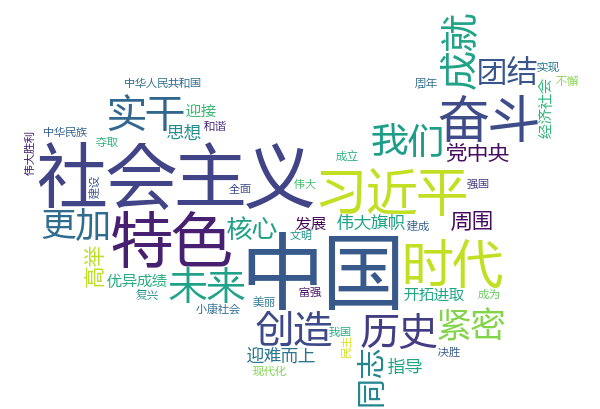 成就
团结
实现
不懈
周年
中华人民共和国
经济社会
实干
迎接
奋斗
思想
和谐
我们
中华民族
伟大胜利
夺取
党中央
成立
社会主义
习近平
强国
伟大
全面
建设
更加
特色
核心
发展
伟大旗帜
周围
建成
文明
中国
时代
高举
优异成绩
未来
复兴
富强
美丽
开拓进取
成为
小康社会
创造
我国
历史
紧密
民主
决胜
迎难而上
同志
指导
现代化